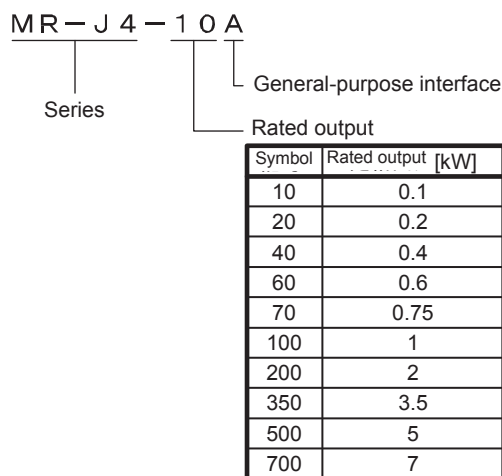 MR-J4-10A
General-purpose interface
Series
Rated output
Symbol Rated output [kW]
10 0.1
20 0.2
40 0.4
60 0.6
70 0.75
100 1
200 2
350 3.5
500 5
700 7